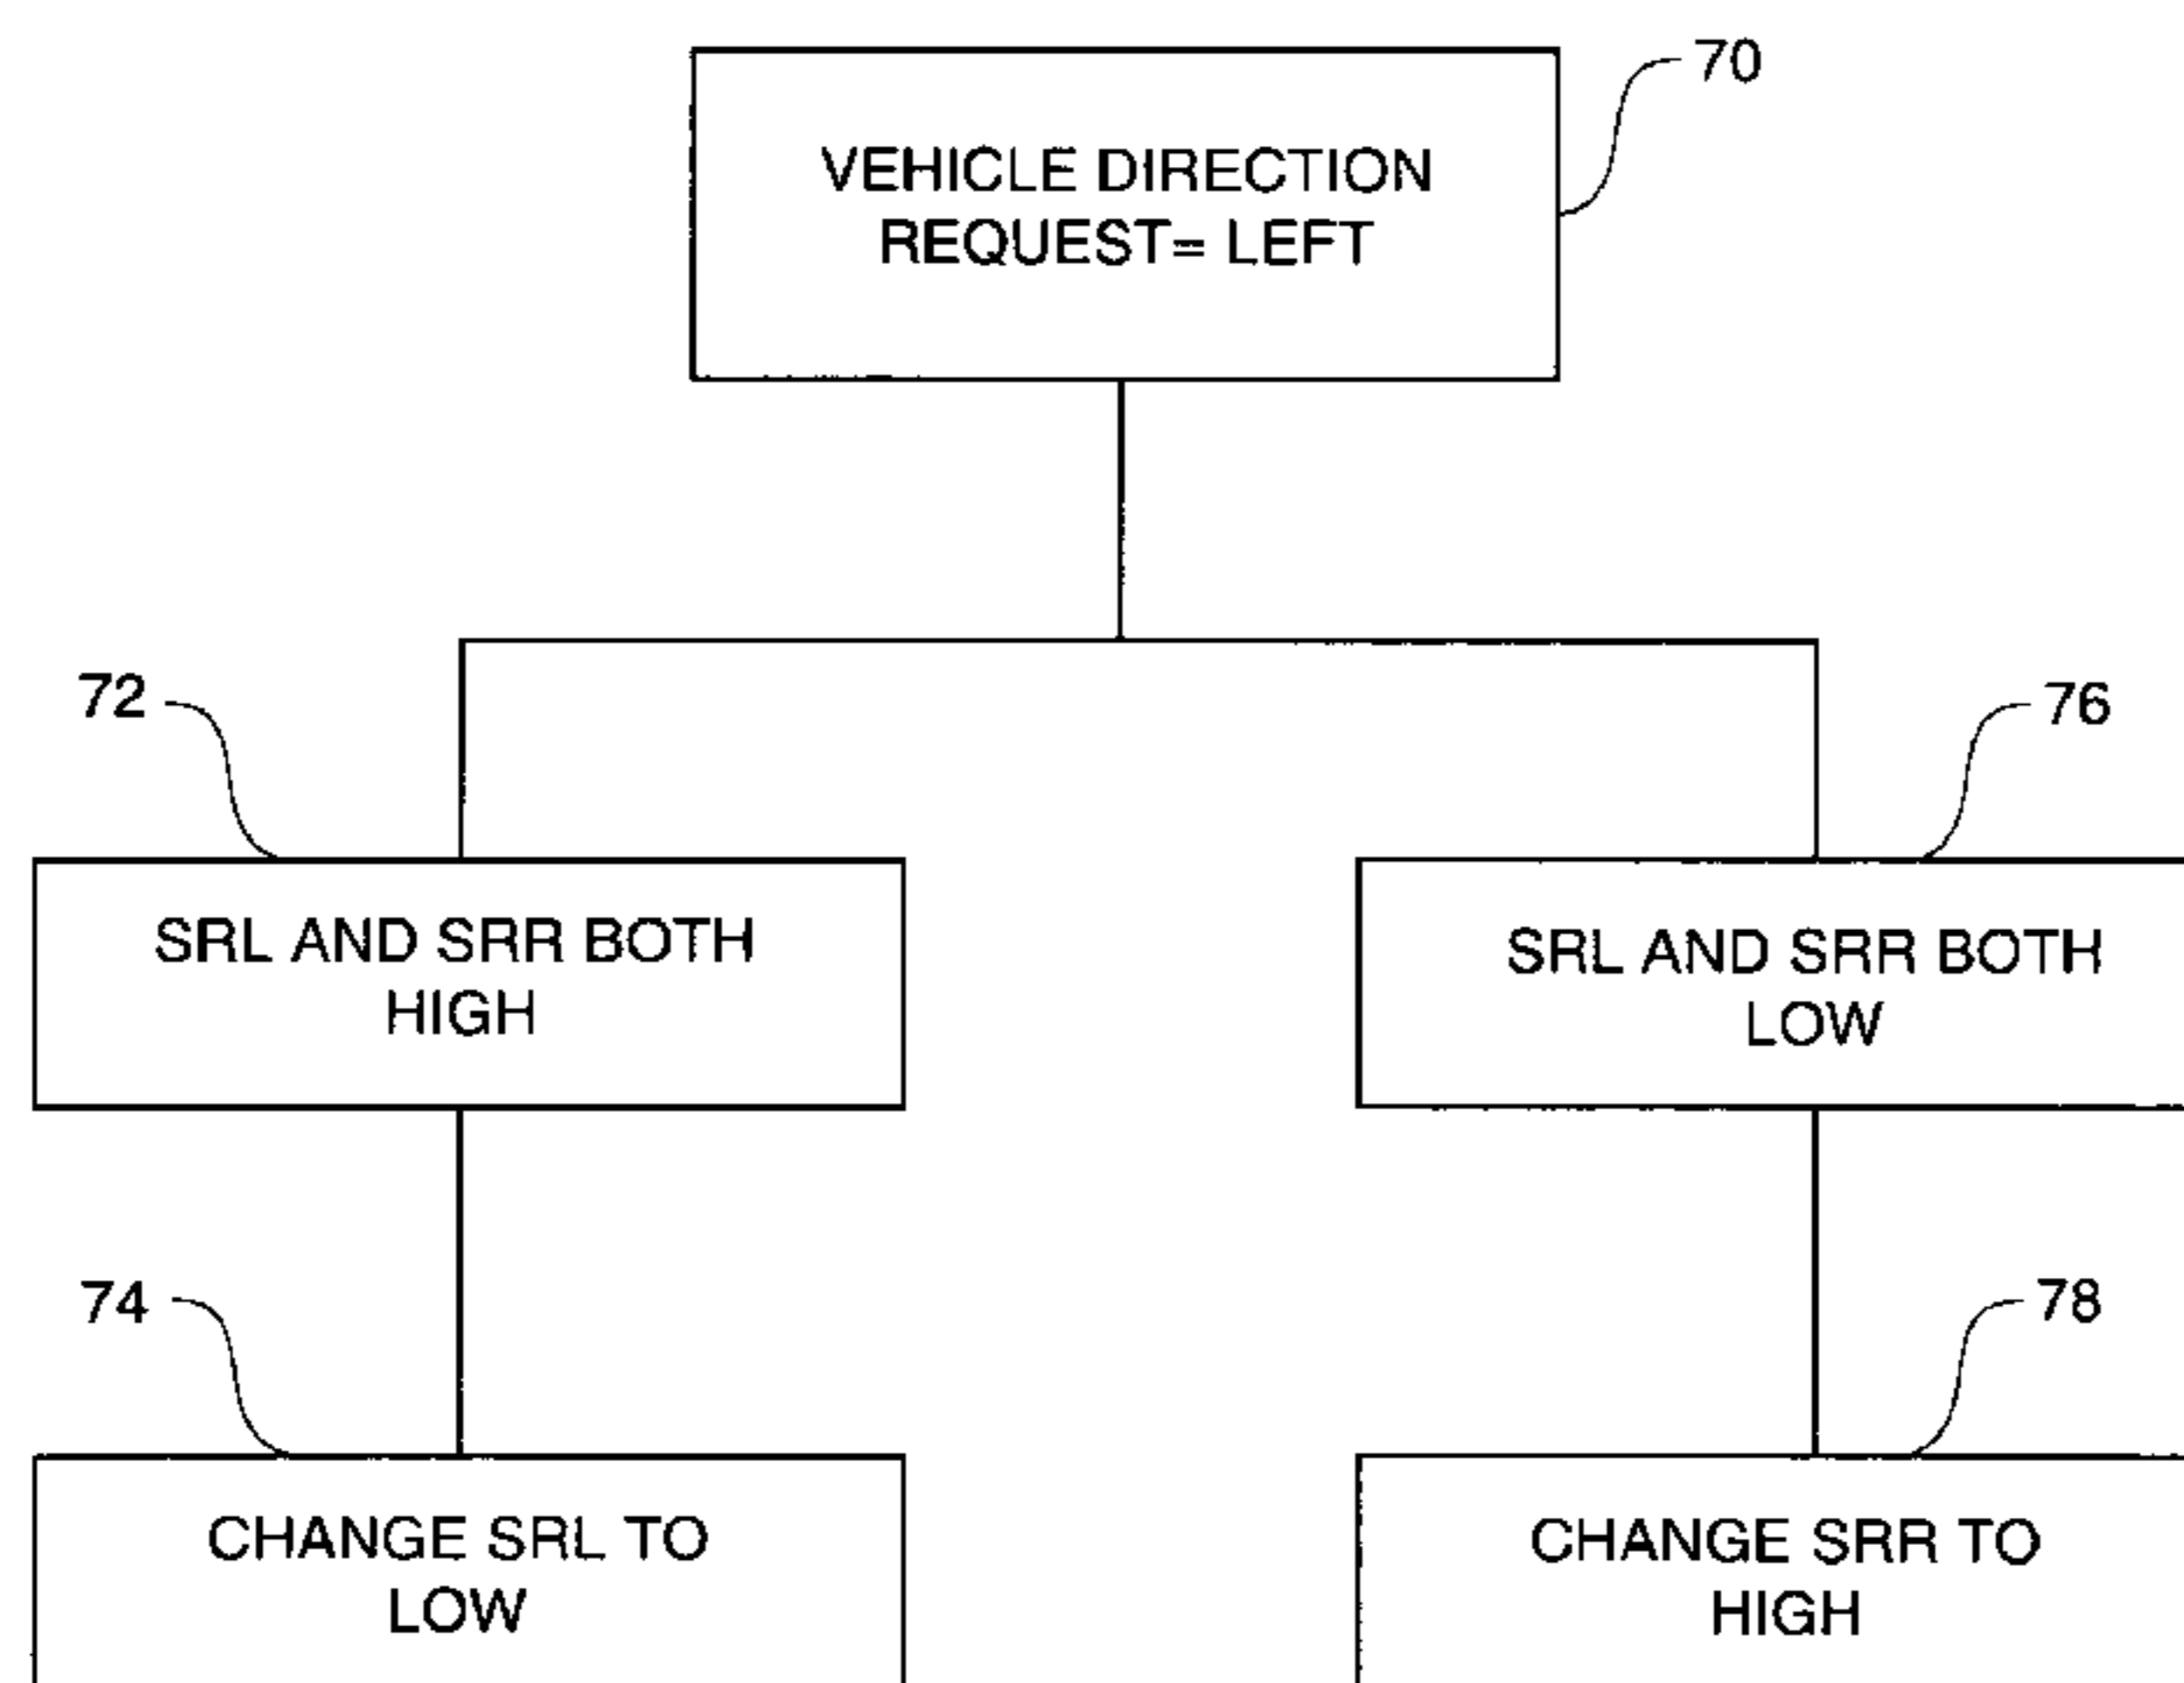 70
VEHICLE DIRECTION
REQUEST= LEFT
72
76
SRL AND SRR BOTH
HIGH
SRL AND SRR BOTH
LOW
74
78
CHANGE SRL TO
LOW
CHANGE SRR TO
HIGH